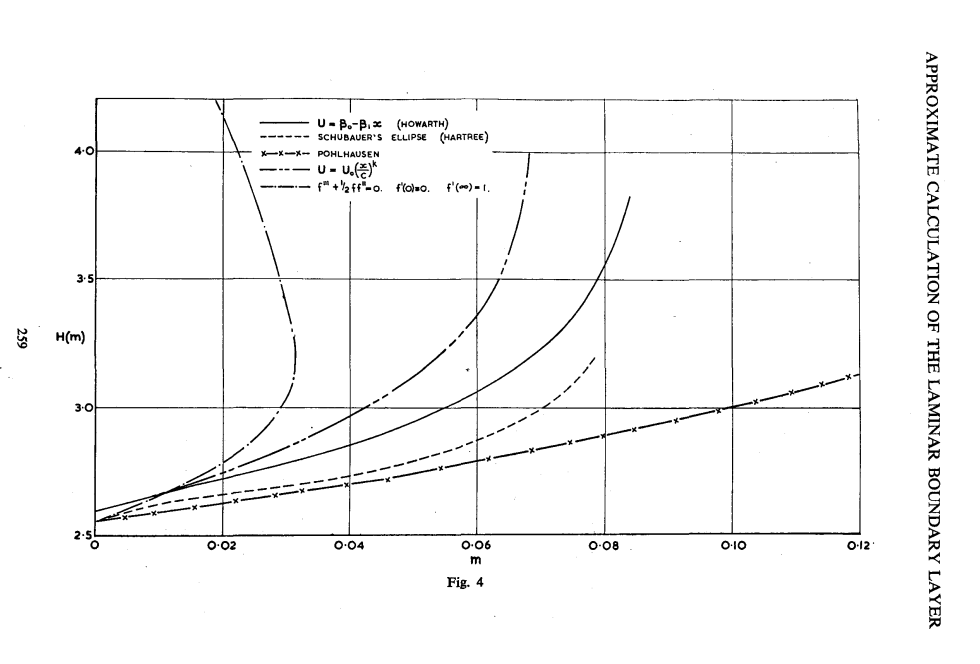 APPROXIMATE CALCULATION OF THE LAMINAR BOUNDARY LAYER
U = β₀-β₁x (HOWARTH)
SCHUBAUER'S ELLIPSE (HARTREE)
POHLHAUSEN
U = U₀(x/c)ᵏ
f''' + 1/2 ff''=0. f'(0)=0. f'(∞)=1.
4·0
3·5
H(m)
3·0
2·5
0 0·02 0·04 0·06 0·08 0·10 0·12
m
Fig. 4
259